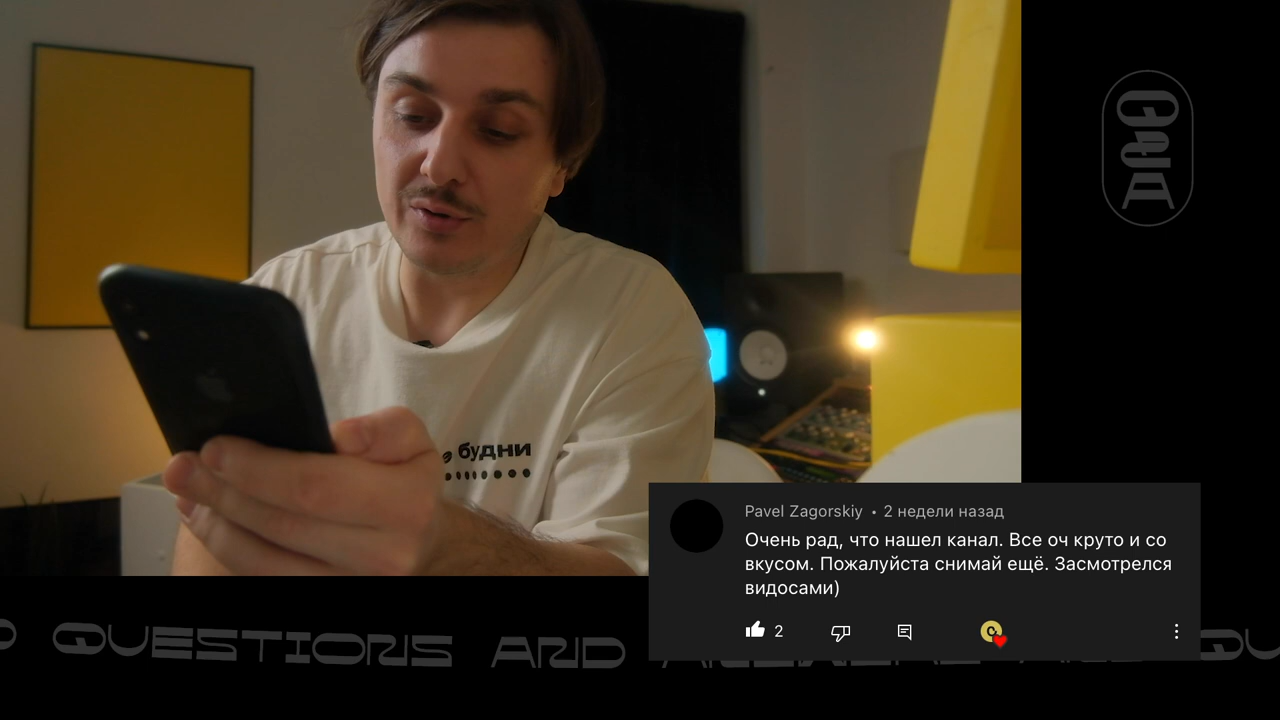 QUA
будни
Pavel Zagorskiy • 2 недели назад
Очень рад, что нашел канал. Все оч круто и со
вкусом. Пожалуйста снимай ещё. Засмотрелся
видосами)
2
QUESTIONS AND